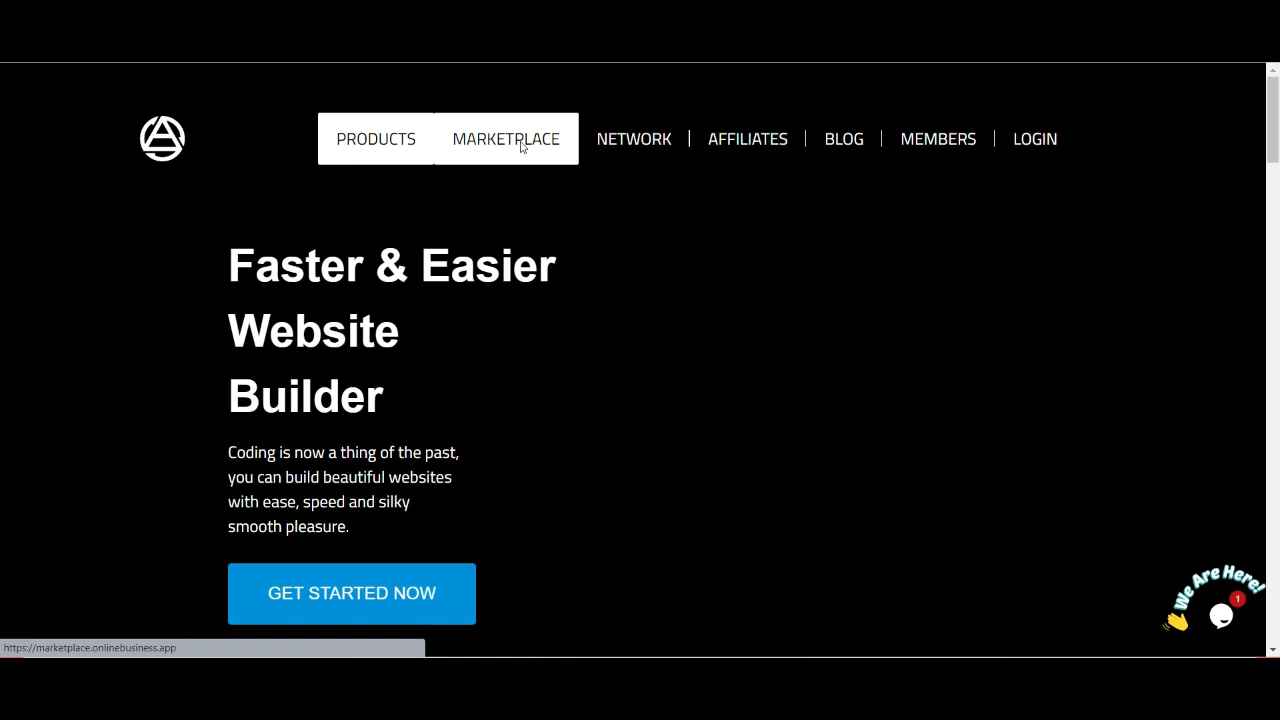 PRODUCTS MARKETPLACE NETWORK AFFILIATES BLOG MEMBERS LOGIN
Faster & Easier
Website
Builder
Coding is now a thing of the past,
you can build beautiful websites
with ease, speed and silky
smooth pleasure.
GET STARTED NOW
We Are Here!
1
https://marketplace.onlinebusiness.app